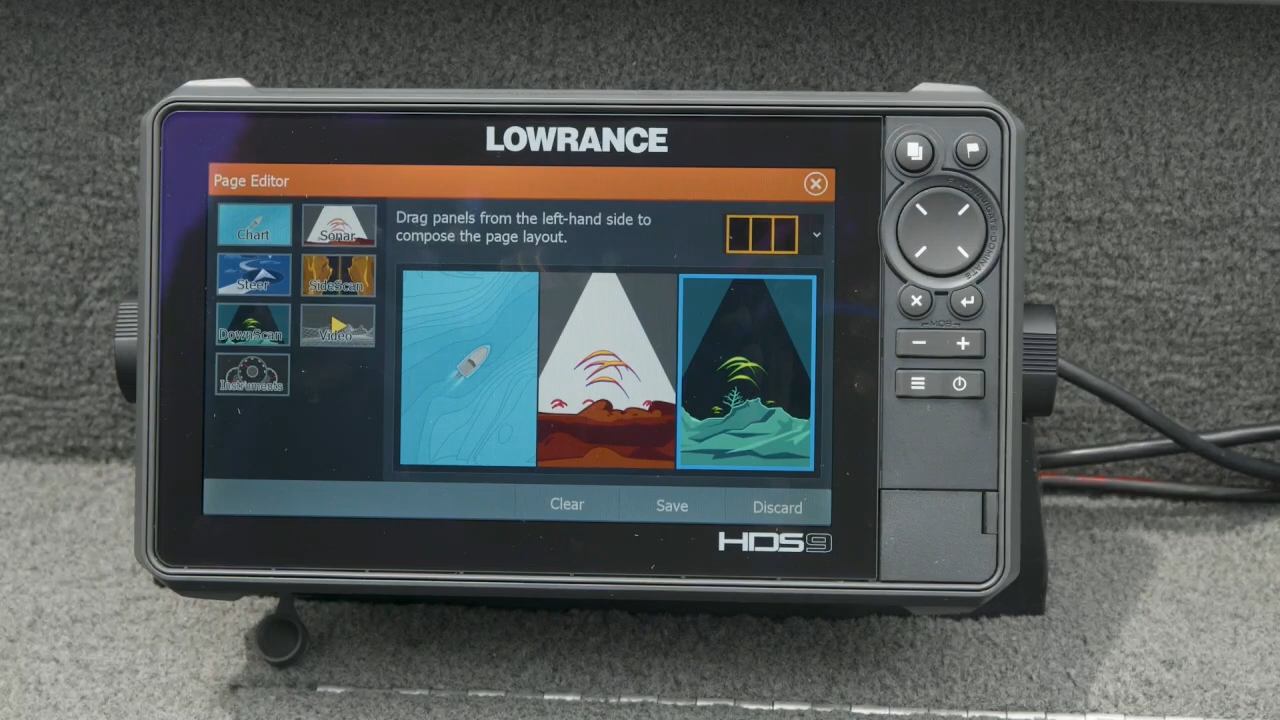 LOWRANCE
Page Editor
Chart
Sonar
Steer
SideScan
DownScan
Video
Instruments
Drag panels from the left-hand side to
compose the page layout.
Clear
Save
Discard
HDS9
MOB